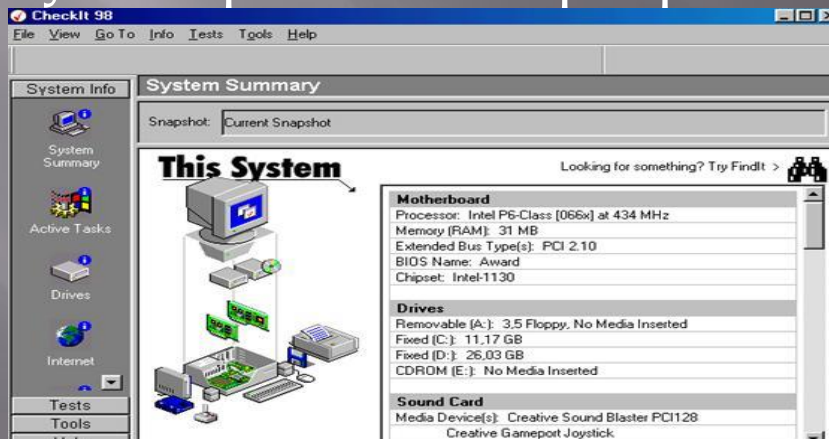 CheckIt 98
File View Go To Info Tests Tools Help
System Info
System Summary
Snapshot: Current Snapshot
System
Summary
Active Tasks
Drives
Internet
Tests
Tools
This System
Looking for something? Try FindIt >
Motherboard
Processor: Intel P6-Class [066x] at 434 MHz
Memory (RAM): 31 MB
Extended Bus Type(s): PCI 2.10
BIOS Name: Award
Chipset: Intel-1130
Drives
Removable (A:): 3,5 Floppy, No Media Inserted
Fixed (C:): 11,17 GB
Fixed (D:): 26,03 GB
CDROM (E:): No Media Inserted
Sound Card
Media Device(s): Creative Sound Blaster PCI128
Creative Gameport Joystick